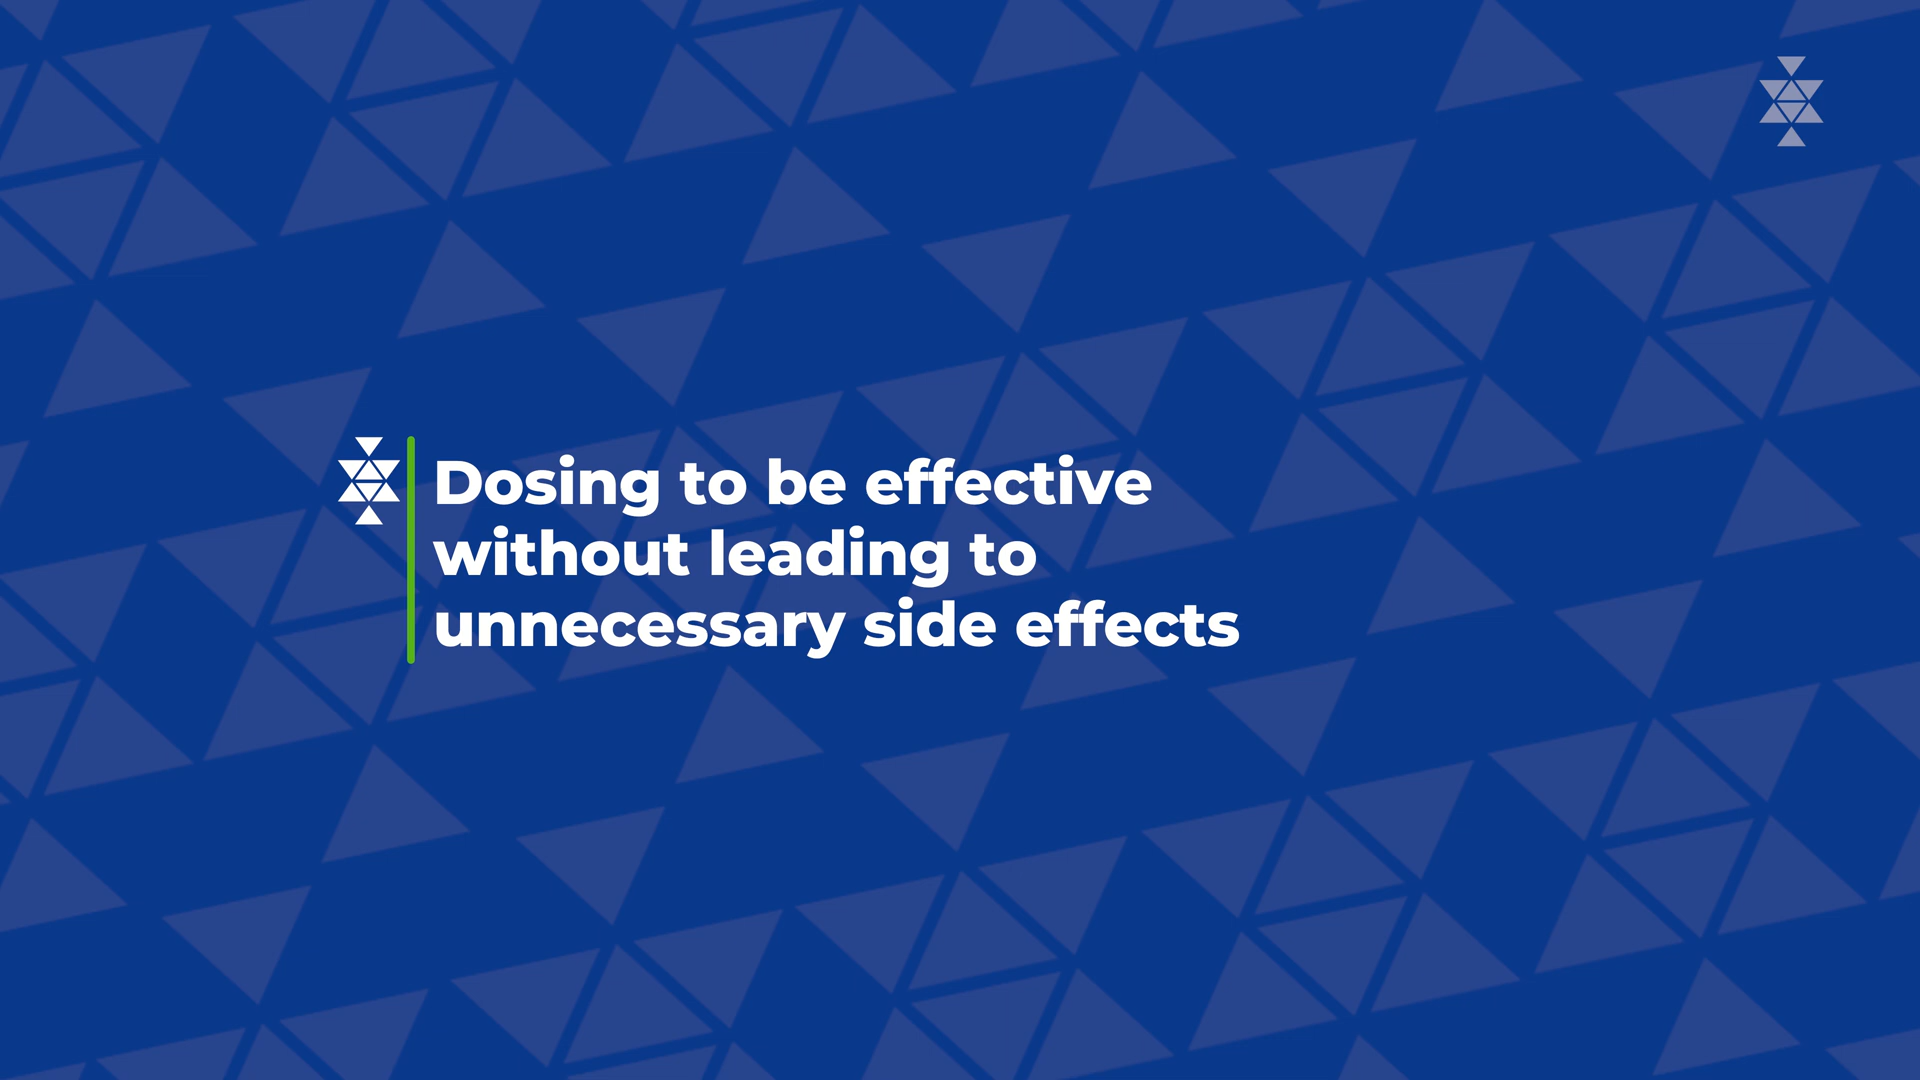 Dosing to be effective
without leading to
unnecessary side effects